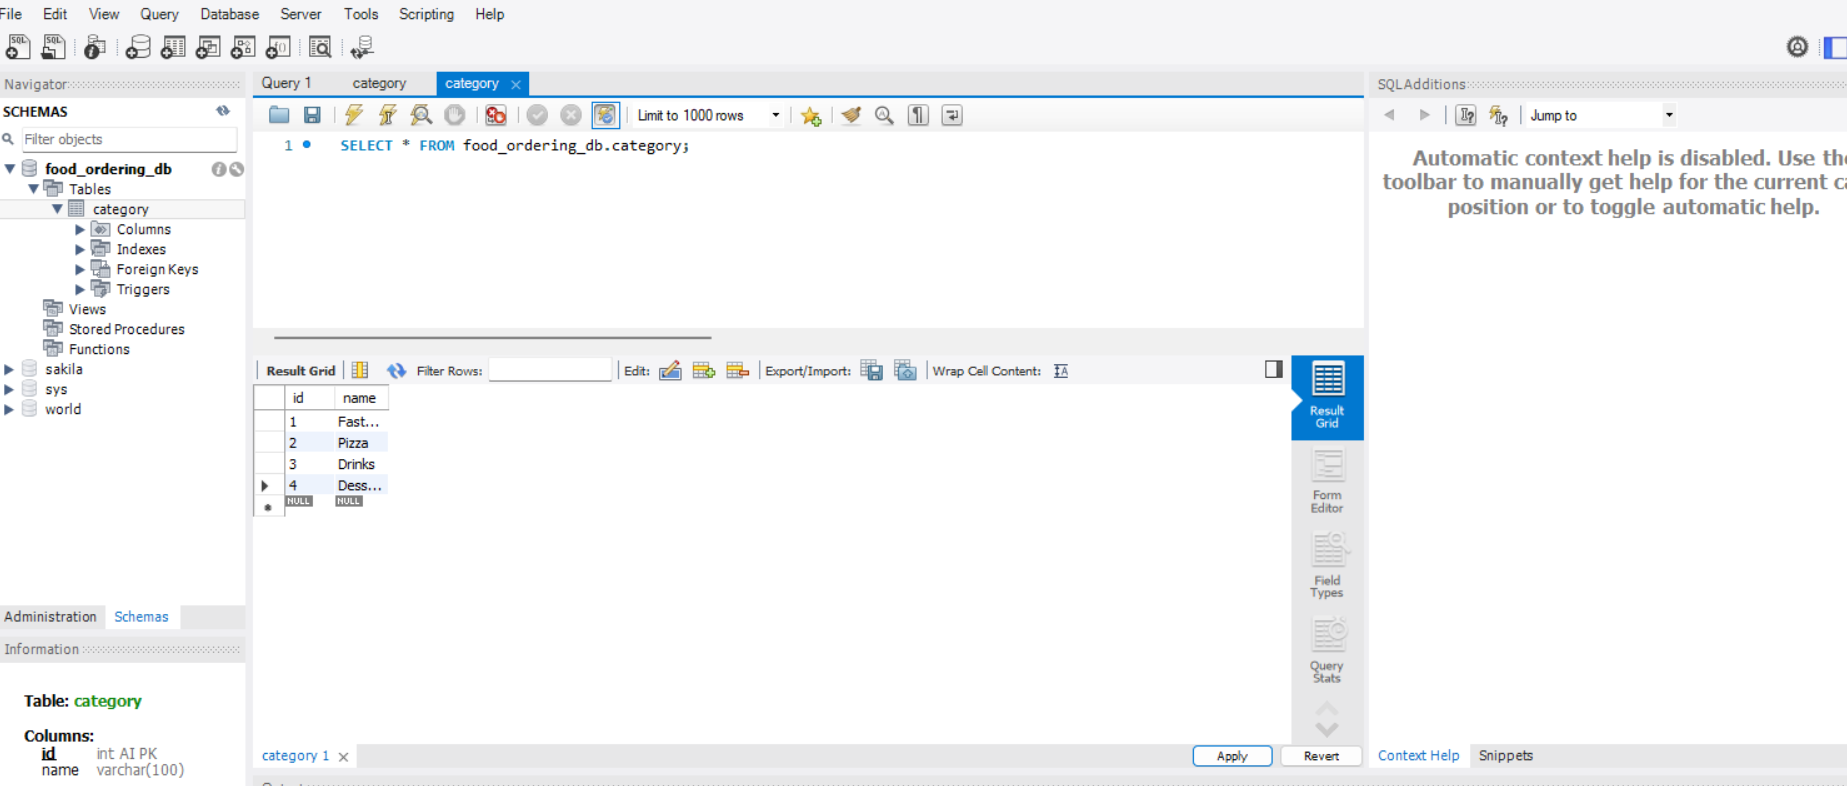 File Edit View Query Database Server Tools Scripting Help
Navigator
SCHEMAS
Filter objects
food_ordering_db
Tables
category
Columns
Indexes
Foreign Keys
Triggers
Views
Stored Procedures
Functions
sakila
sys
world
Administration Schemas
Information
Table: category
Columns:
id int AI PK
name varchar(100)
Query 1 category category
Limit to 1000 rows
1 SELECT * FROM food_ordering_db.category;
Result Grid Filter Rows: Edit: Export/Import: Wrap Cell Content:
id name
1 Fast...
2 Pizza
3 Drinks
4 Dess...
NULL NULL
Result
Grid
Form
Editor
Field
Types
Query
Stats
category 1 Apply Revert
SQLAdditions
Jump to
Automatic context help is disabled. Use the
toolbar to manually get help for the current ca
position or to toggle automatic help.
Context Help Snippets